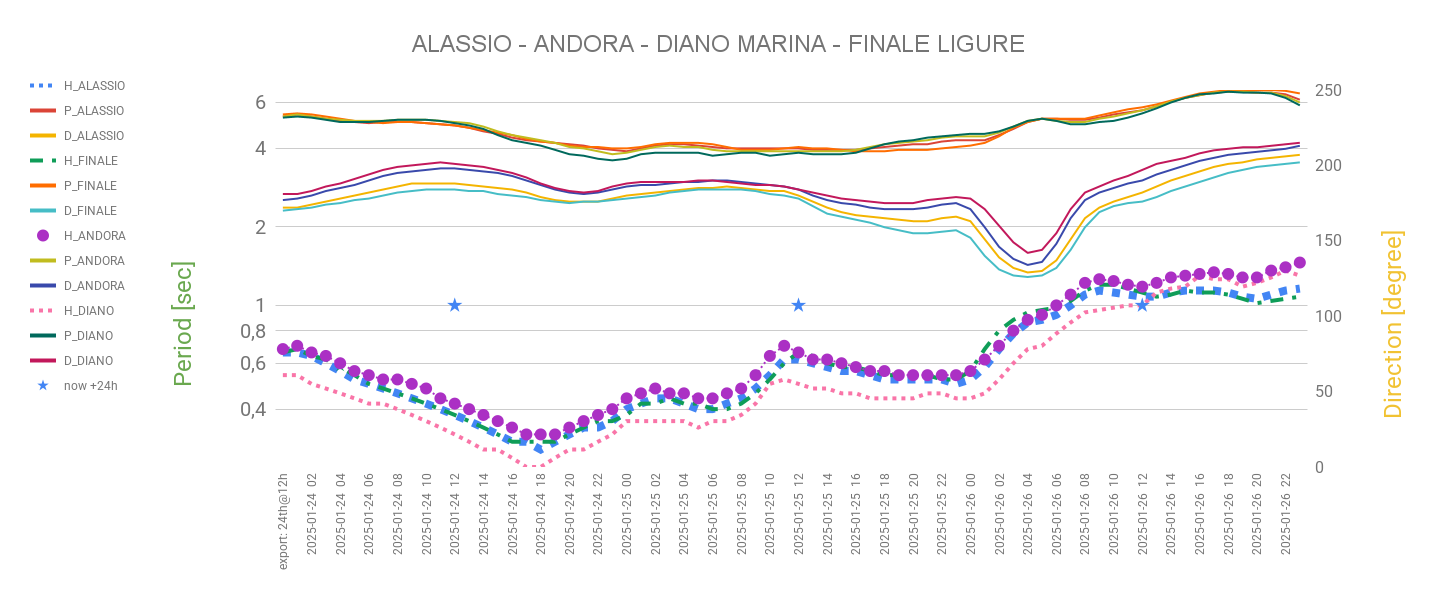 ALASSIO - ANDORA - DIANO MARINA - FINALE LIGURE
H_ALASSIO
P_ALASSIO
D_ALASSIO
H_FINALE
P_FINALE
D_FINALE
H_ANDORA
P_ANDORA
D_ANDORA
H_DIANO
P_DIANO
D_DIANO
now +24h
Period [sec]
6
4
2
1
0,8
0,6
0,4
250
200
150
100
50
0
Direction [degree]
export: 24th@12h
2025-01-24 02
2025-01-24 04
2025-01-24 06
2025-01-24 08
2025-01-24 10
2025-01-24 12
2025-01-24 14
2025-01-24 16
2025-01-24 18
2025-01-24 20
2025-01-24 22
2025-01-25 00
2025-01-25 02
2025-01-25 04
2025-01-25 06
2025-01-25 08
2025-01-25 10
2025-01-25 12
2025-01-25 14
2025-01-25 16
2025-01-25 18
2025-01-25 20
2025-01-25 22
2025-01-26 00
2025-01-26 02
2025-01-26 04
2025-01-26 06
2025-01-26 08
2025-01-26 10
2025-01-26 12
2025-01-26 14
2025-01-26 16
2025-01-26 18
2025-01-26 20
2025-01-26 22